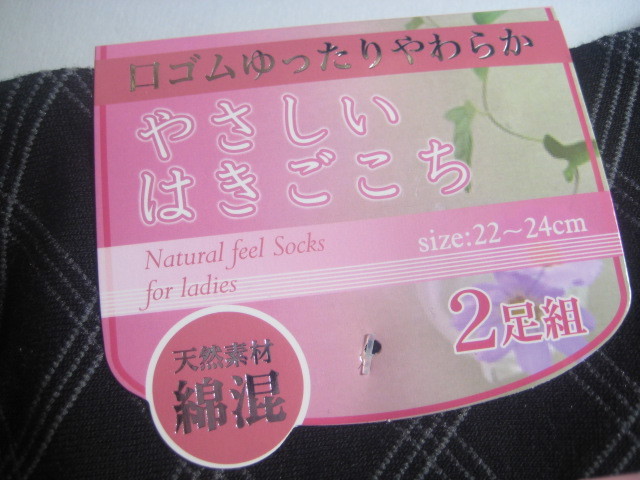 口ゴムゆったりやわらか
やさしい
はきごこち
Natural feel Socks
for ladies
size:22～24cm
2足組
天然素材
綿混